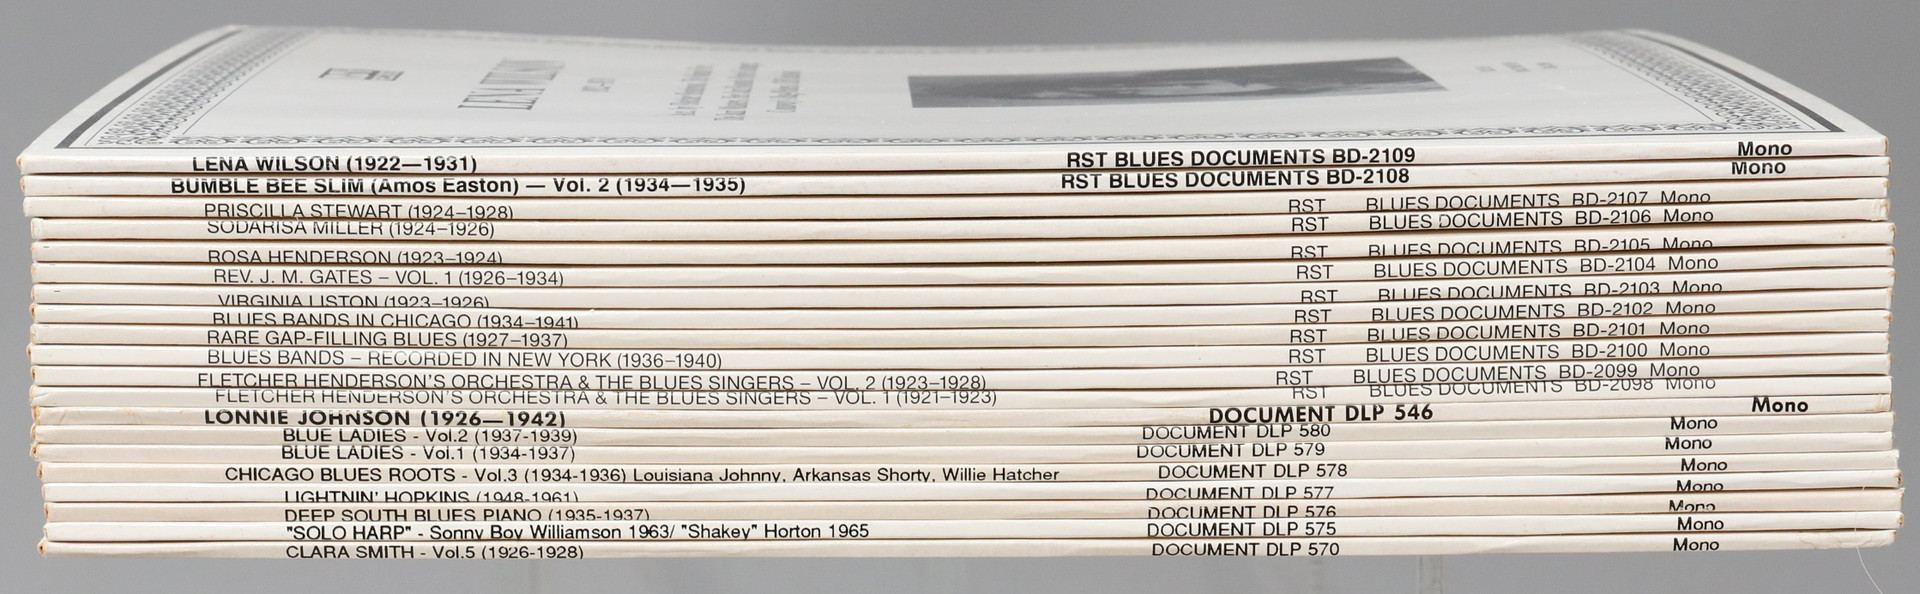 LENA WILSON
LENA WILSON (1922—1931) RST BLUES DOCUMENTS BD-2109 Mono
BUMBLE BEE SLIM (Amos Easton) — Vol. 2 (1934—1935) RST BLUES DOCUMENTS BD-2108 Mono
PRISCILLA STEWART (1924–1928) RST BLUES DOCUMENTS BD-2107 Mono
SODARISA MILLER (1924–1926) RST BLUES DOCUMENTS BD-2106 Mono
ROSA HENDERSON (1923–1924) RST BLUES DOCUMENTS BD-2105 Mono
REV. J. M. GATES – VOL. 1 (1926–1934) RST BLUES DOCUMENTS BD-2104 Mono
VIRGINIA LISTON (1923–1926) RST BLUES DOCUMENTS BD-2103 Mono
BLUES BANDS IN CHICAGO (1934–1941) RST BLUES DOCUMENTS BD-2102 Mono
RARE GAP-FILLING BLUES (1927–1937) RST BLUES DOCUMENTS BD-2101 Mono
BLUES BANDS – RECORDED IN NEW YORK (1936–1940) RST BLUES DOCUMENTS BD-2100 Mono
FLETCHER HENDERSON'S ORCHESTRA & THE BLUES SINGERS – VOL. 2 (1923–1928) RST BLUES DOCUMENTS BD-2099 Mono
FLETCHER HENDERSON'S ORCHESTRA & THE BLUES SINGERS – VOL. 1 (1921–1923) RST BLUES DOCUMENTS BD-2098 Mono
LONNIE JOHNSON (1926—1942) DOCUMENT DLP 546 Mono
BLUE LADIES - Vol.2 (1937-1939) DOCUMENT DLP 580 Mono
BLUE LADIES - Vol.1 (1934-1937) DOCUMENT DLP 579 Mono
CHICAGO BLUES ROOTS - Vol.3 (1934-1936) Louisiana Johnny, Arkansas Shorty, Willie Hatcher DOCUMENT DLP 578 Mono
LIGHTNIN' HOPKINS (1948-1961) DOCUMENT DLP 577 Mono
DEEP SOUTH BLUES PIANO (1935-1937) DOCUMENT DLP 576 Mono
"SOLO HARP" - Sonny Boy Williamson 1963/ "Shakey" Horton 1965 DOCUMENT DLP 575 Mono
CLARA SMITH - Vol.5 (1926-1928) DOCUMENT DLP 570 Mono